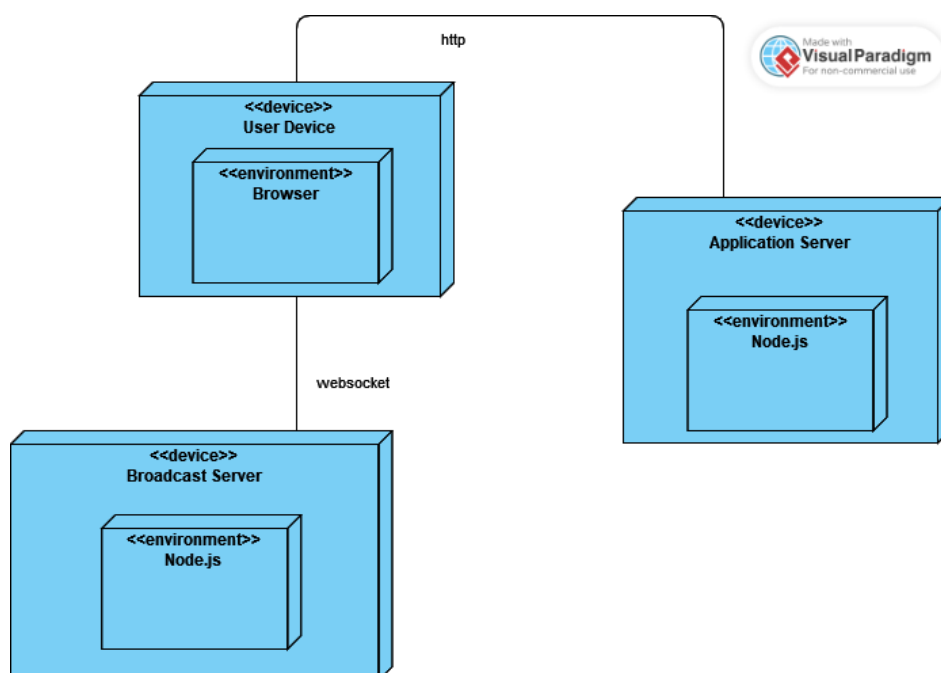 http
Made with
Visual Paradigm
For non-commercial use
<<device>>
User Device
<<environment>>
Browser
<<device>>
Application Server
<<environment>>
Node.js
websocket
<<device>>
Broadcast Server
<<environment>>
Node.js